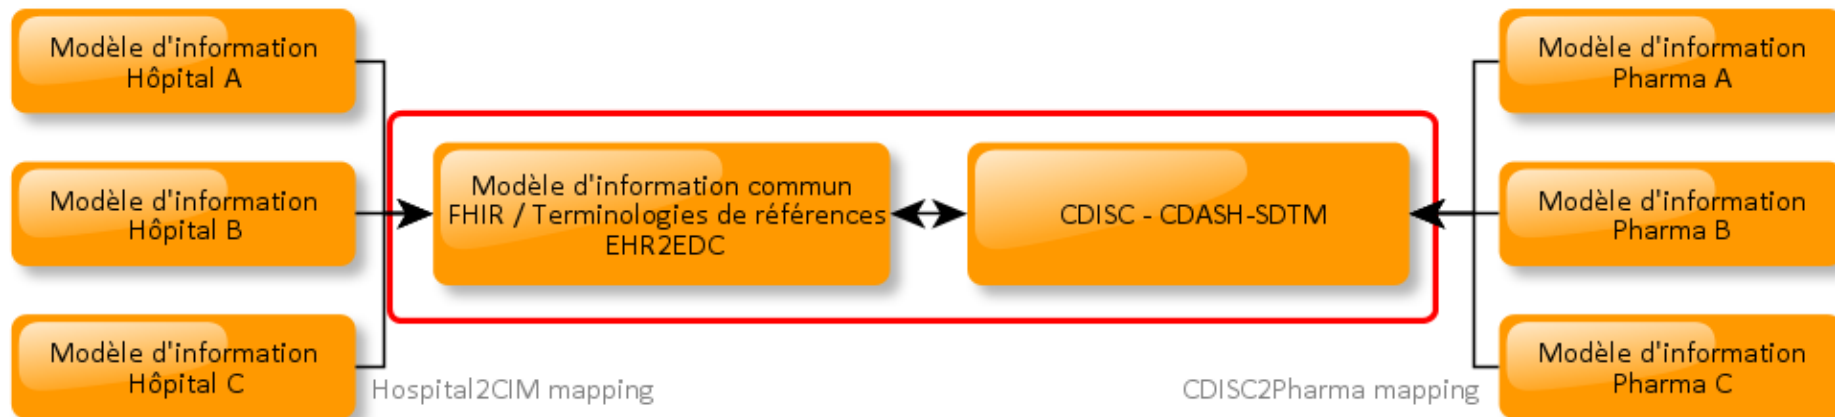 Modèle d'information
Hôpital A
Modèle d'information
Hôpital B
Modèle d'information
Hôpital C
Hospital2CIM mapping
Modèle d'information commun
FHIR / Terminologies de références
EHR2EDC
CDISC - CDASH-SDTM
CDISC2Pharma mapping
Modèle d'information
Pharma A
Modèle d'information
Pharma B
Modèle d'information
Pharma C